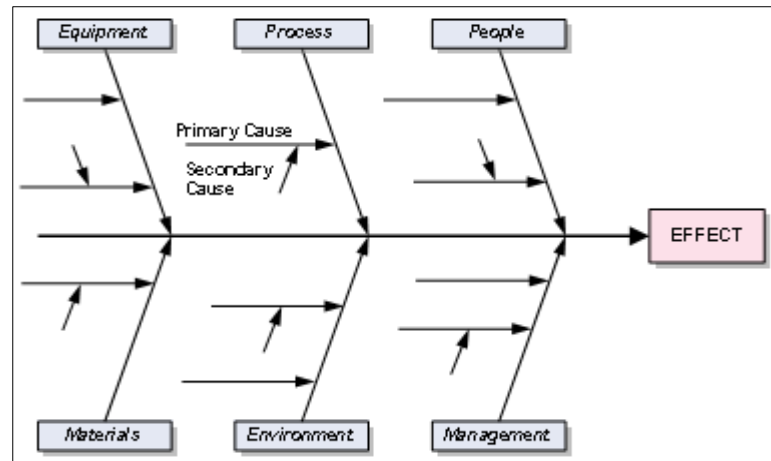 Equipment
Process
People
Primary Cause
Secondary
Cause
EFFECT
Materials
Environment
Management